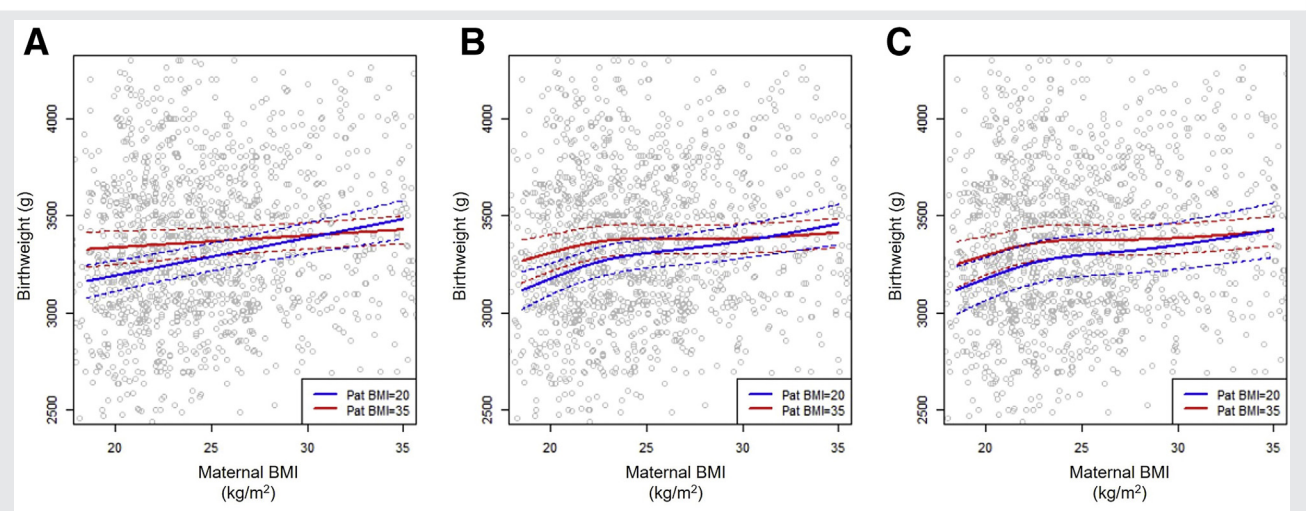 A
Birthweight (g)
4000
3500
3000
2500
Pat BMI=20
Pat BMI=35
20 25 30 35
Maternal BMI
(kg/m²)
B
Birthweight (g)
4000
3500
3000
2500
Pat BMI=20
Pat BMI=35
20 25 30 35
Maternal BMI
(kg/m²)
C
Birthweight (g)
4000
3500
3000
2500
Pat BMI=20
Pat BMI=35
20 25 30 35
Maternal BMI
(kg/m²)